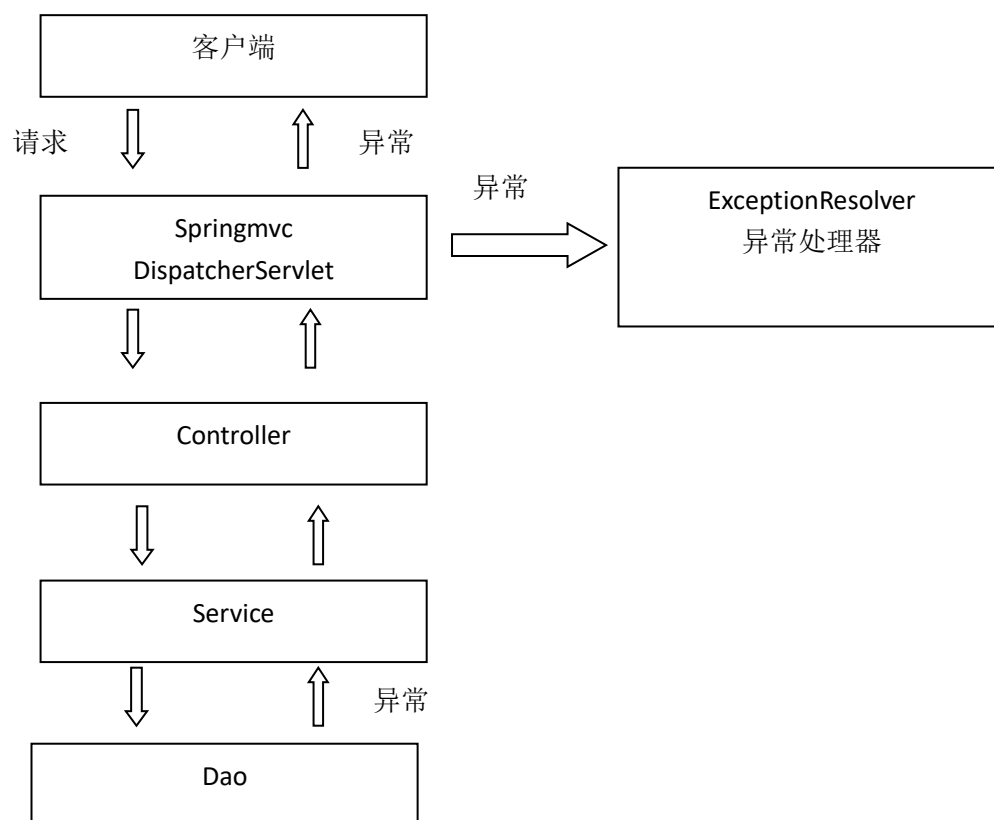 客户端
请求
异常
异常
Springmvc
DispatcherServlet
ExceptionResolver
异常处理器
Controller
Service
异常
Dao